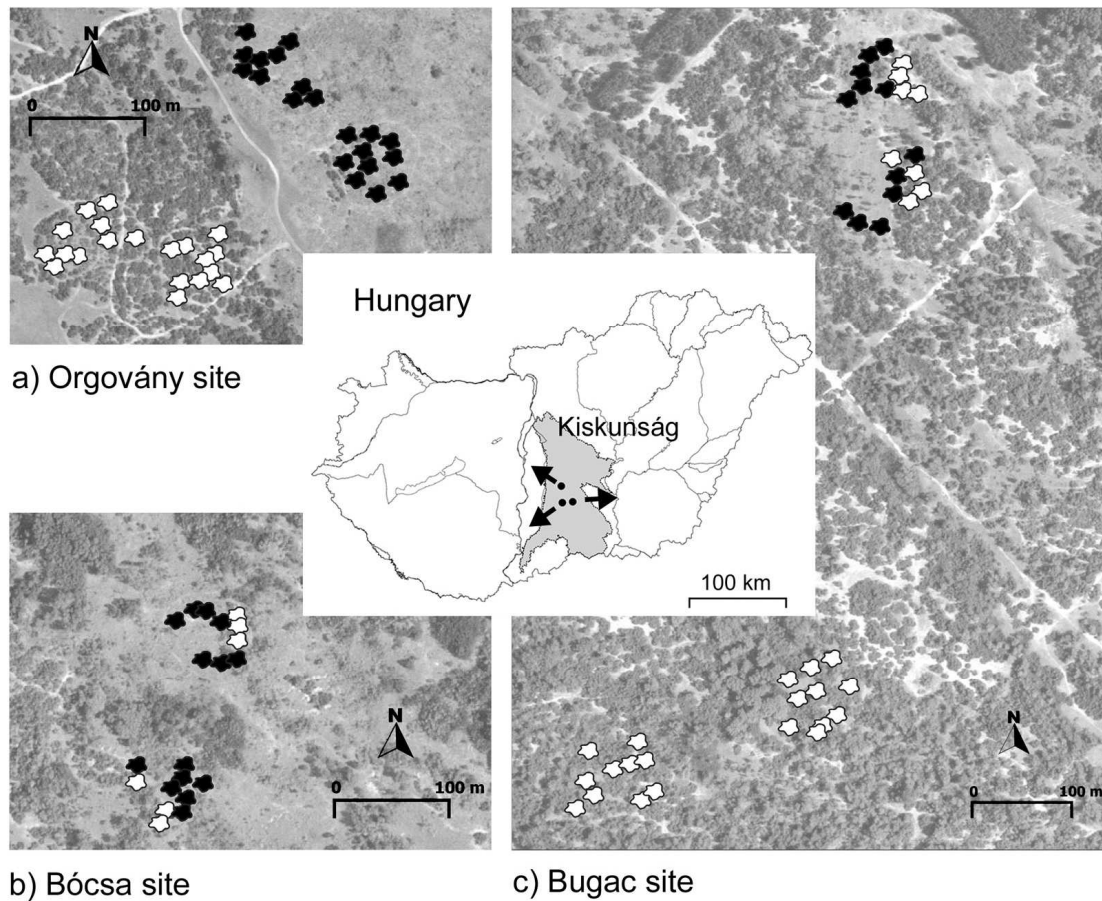 N
0 100 m
a) Orgovány site
Hungary
Kiskunság
100 km
N
0 100 m
b) Bócsa site
N
0 100 m
c) Bugac site